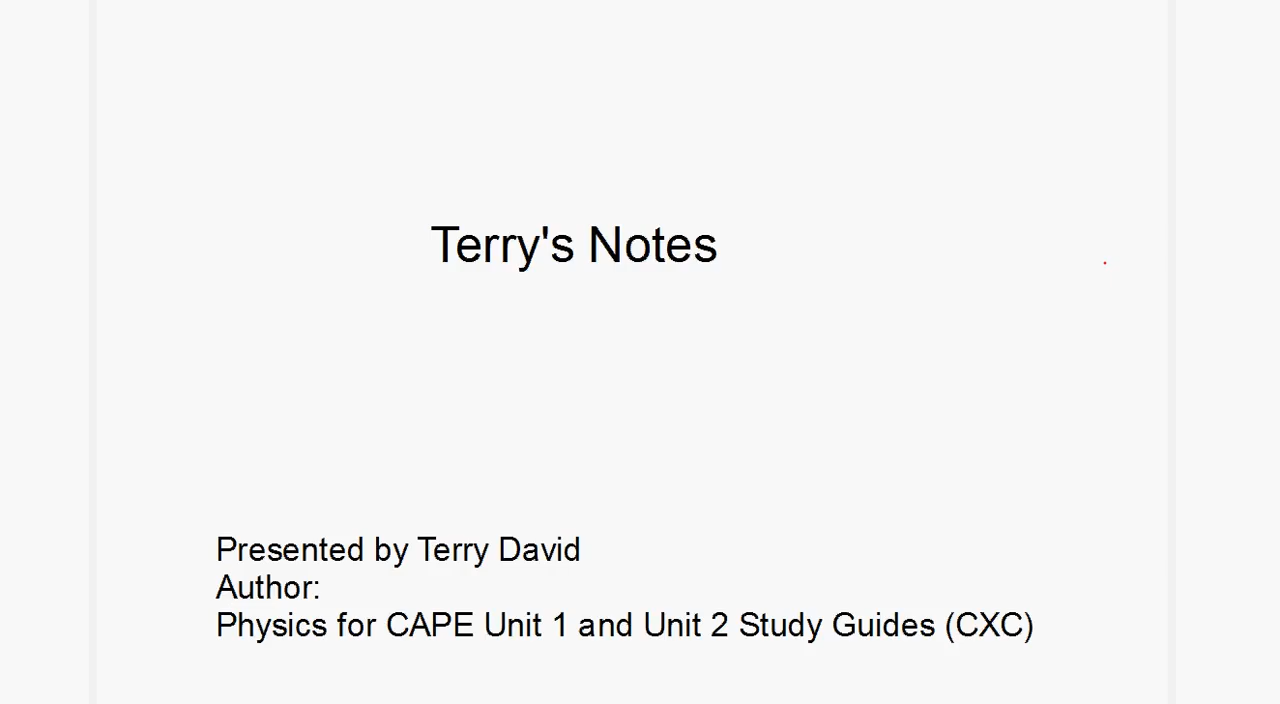 Terry's Notes
Presented by Terry David
Author:
Physics for CAPE Unit 1 and Unit 2 Study Guides (CXC)